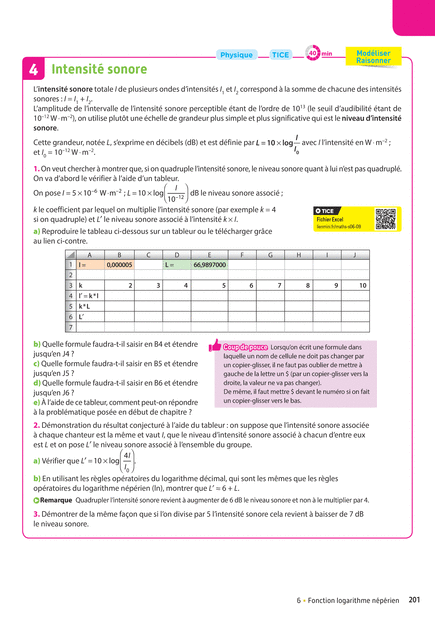 Physique TICE 40 min Modéliser
Raisonner
4 Intensité sonore
L'intensité sonore totale I de plusieurs ondes d'intensités I₁ et I₂ correspond à la somme de chacune des intensités
sonores : I = I₁ + I₂.
L'amplitude de l'intervalle de l'intensité sonore perceptible étant de l'ordre de 10¹³ (le seuil d'audibilité étant de
10⁻¹² W · m⁻²), on utilise plutôt une échelle de grandeur plus simple et plus significative qui est le niveau d'intensité
sonore.
Cette grandeur, notée L, s'exprime en décibels (dB) et est définie par L = 10 × log I/I₀ avec I l'intensité en W · m⁻² ;
et I₀ = 10⁻¹² W · m⁻².
1. On veut chercher à montrer que, si on quadruple l'intensité sonore, le niveau sonore quant à lui n'est pas quadruplé.
On va d'abord le vérifier à l'aide d'un tableur.
On pose I = 5 × 10⁻⁶ W·m⁻² ; L = 10 × log(I/10⁻¹²) dB le niveau sonore associé ;
k le coefficient par lequel on multiplie l'intensité sonore (par exemple k = 4
si on quadruple) et L' le niveau sonore associé à l'intensité k × I.
TICE
Fichier Excel
lienmini.fr/maths-s06-09
a) Reproduire le tableau ci-dessous sur un tableur ou le télécharger grâce
au lien ci-contre.
A B C D E F G H I J
1 I = 0,000005 L = 66,9897000
2
3 k 2 3 4 5 6 7 8 9 10
4 I' = k*I
5 k*L
6 L'
7
b) Quelle formule faudra-t-il saisir en B4 et étendre
jusqu'en J4 ?
c) Quelle formule faudra-t-il saisir en B5 et étendre
jusqu'en J5 ?
d) Quelle formule faudra-t-il saisir en B6 et étendre
jusqu'en J6 ?
e) À l'aide de ce tableur, comment peut-on répondre
à la problématique posée en début de chapitre ?
Coup de pouce Lorsqu'on écrit une formule dans
laquelle un nom de cellule ne doit pas changer par
un copier-glisser, il ne faut pas oublier de mettre à
gauche de la lettre un $ (par un copier-glisser vers la
droite, la valeur ne va pas changer).
De même, il faut mettre $ devant le numéro si on fait
un copier-glisser vers le bas.
2. Démonstration du résultat conjecturé à l'aide du tableur : on suppose que l'intensité sonore associée
à chaque chanteur est la même et vaut I, que le niveau d'intensité sonore associé à chacun d'entre eux
est L et on pose L' le niveau sonore associé à l'ensemble du groupe.
a) Vérifier que L' = 10 × log(4I/I₀).
b) En utilisant les règles opératoires du logarithme décimal, qui sont les mêmes que les règles
opératoires du logarithme népérien (ln), montrer que L' ≈ 6 + L.
Remarque Quadrupler l'intensité sonore revient à augmenter de 6 dB le niveau sonore et non à le multiplier par 4.
3. Démontrer de la même façon que si l'on divise par 5 l'intensité sonore cela revient à baisser de 7 dB
le niveau sonore.
6 • Fonction logarithme népérien 201